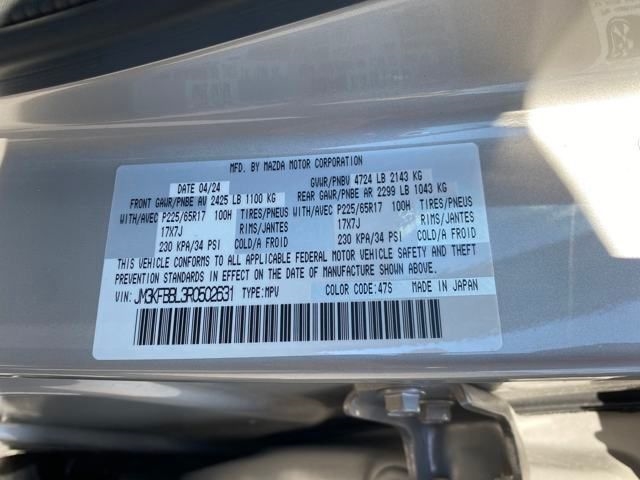 MFD. BY MAZDA MOTOR CORPORATION
DATE 04/24 GVWR/PNBV 4724 LB 2143 KG
FRONT GAWR/PNBE AV 2425 LB 1100 KG REAR GAWR/PNBE AR 2299 LB 1043 KG
WITH/AVEC P225/65R17 100H TIRES/PNEUS WITH/AVEC P225/65R17 100H TIRES/PNEUS
17X7J RIMS/JANTES 17X7J RIMS/JANTES
230 KPA/34 PSI COLD/A FROID 230 KPA/34 PSI COLD/A FROID
THIS VEHICLE CONFORMS TO ALL APPLICABLE FEDERAL MOTOR VEHICLE SAFETY AND THEFT
PREVENTION STANDARDS IN EFFECT ON THE DATE OF MANUFACTURE SHOWN ABOVE.
VIN: JM3KFBBL3R0502631 TYPE:MPV COLOR CODE:47S MADE IN JAPAN